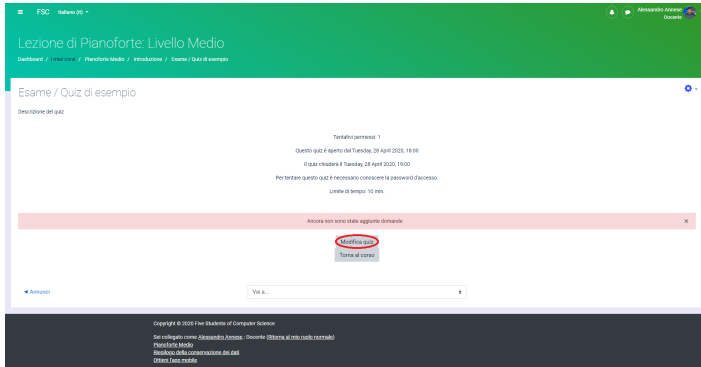 FSC Italiano (it)
Alessandro Annese
Docente
Lezione di Pianoforte: Livello Medio
Dashboard / I miei corsi / Pianoforte Medio / Introduzione / Esame / Quiz di esempio
Esame / Quiz di esempio
Descrizione del quiz
Tentativi permessi: 1
Questo quiz è aperto dal Tuesday, 28 April 2020, 18:00
Il quiz chiuderà il Tuesday, 28 April 2020, 19:00
Per tentare questo quiz è necessario conoscere la password d'accesso.
Limite di tempo: 10 min.
Ancora non sono state aggiunte domande ×
Modifica quiz
Torna al corso
◄ Annunci
Vai a...
Copyright © 2020 Five Students of Computer Science
Sei collegato come Alessandro Annese : Docente (Ritorna al mio ruolo normale)
Pianoforte Medio
Riepilogo della conservazione dei dati
Ottieni l'app mobile